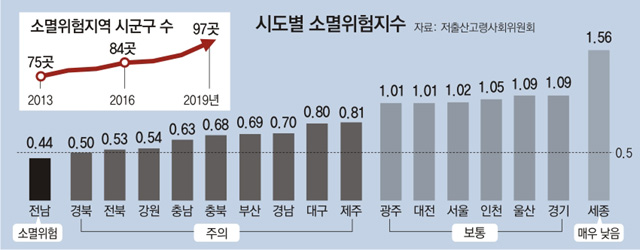 소멸위험지역 시군구 수
75곳
84곳
97곳
2013
2016
2019년
시도별 소멸위험지수 자료: 저출산고령사회위원회
0.44
0.50
0.53
0.54
0.63
0.68
0.69
0.70
0.80
0.81
1.01
1.01
1.02
1.05
1.09
1.09
1.56
0.5
전남 경북 전북 강원 충남 충북 부산 경남 대구 제주 광주 대전 서울 인천 울산 경기 세종
소멸위험 주의 보통 매우 낮음